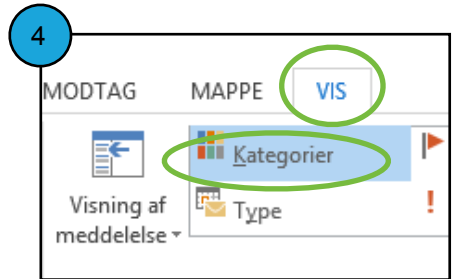 4
MODTAG MAPPE VIS
Kategorier
Type
!
Visning af
meddelelse